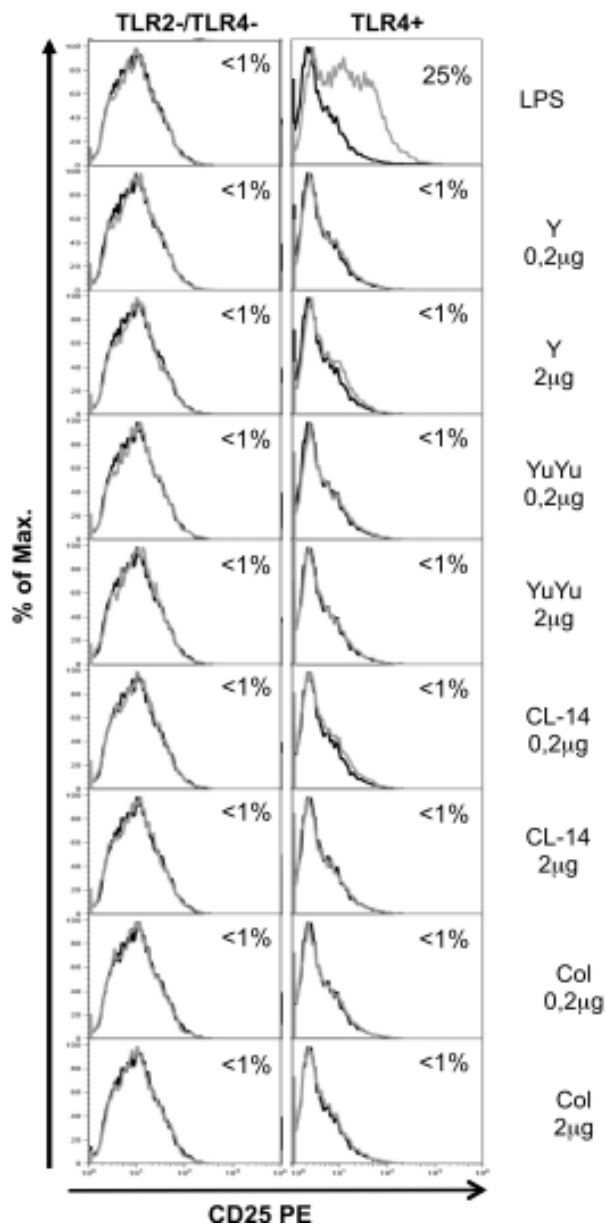 TLR2-/TLR4- TLR4+
<1% 25% LPS
<1% <1% Y
0,2µg
<1% <1% Y
2µg
<1% <1% YuYu
0,2µg
<1% <1% YuYu
2µg
<1% <1% CL-14
0,2µg
<1% <1% CL-14
2µg
<1% <1% Col
0,2µg
<1% <1% Col
2µg
% of Max.
CD25 PE